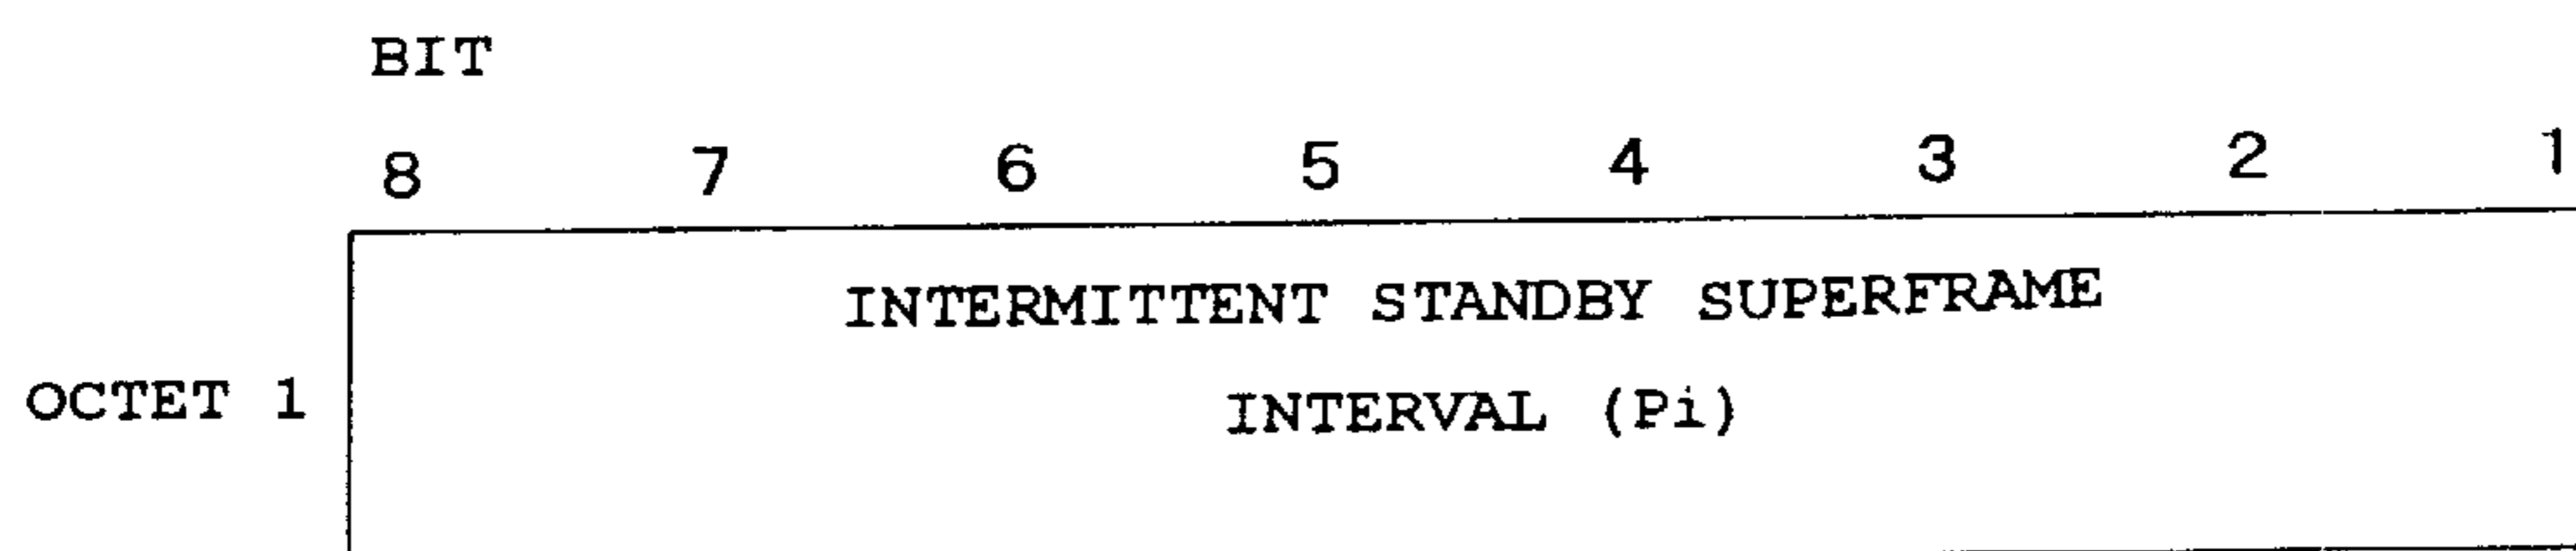 BIT
8 7 6 5 4 3 2 1
INTERMITTENT STANDBY SUPERFRAME
OCTET 1
INTERVAL (Pi)